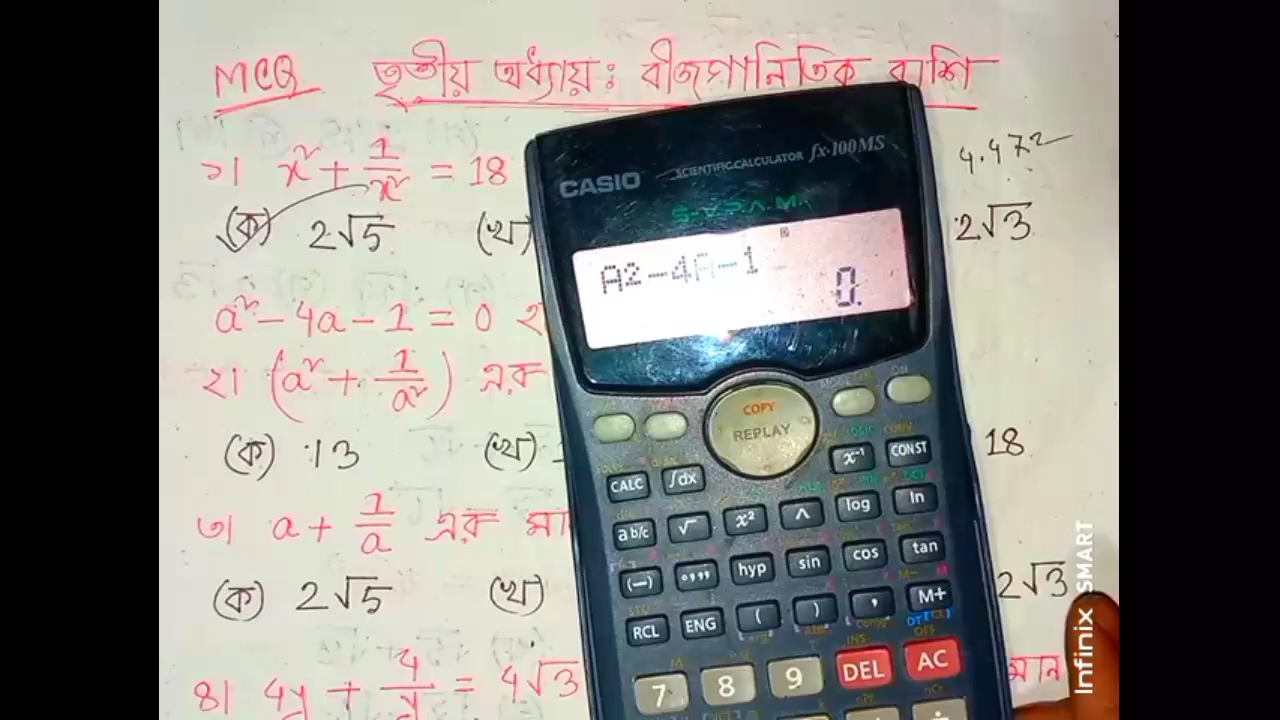 MCQ তৃতীয় অধ্যায়ঃ বীজগানিতিক রাশি
১। x² + 1/x² = 18
4.472
(ক) 2√5 (খ) 2√3
a² - 4a - 1 = 0
২। (a² + 1/a²) এর
(ক) 13 (খ) 18
৩। a + 1/a এর মা
(ক) 2√5 (খ) 2√3
৪। 4y + 4/y = 4√3 মান
CASIO SCIENTIFIC CALCULATOR fx-100MS
S-V.P.A.M.
A2-4A-1
0.
COPY
REPLAY
ON
CALC ∫dx x⁻¹ CONST
a b/c √ x² ^ log ln
(−) °,,, hyp sin cos tan
RCL ENG ( ) , M+
7 8 9 DEL AC
Infinix SMART